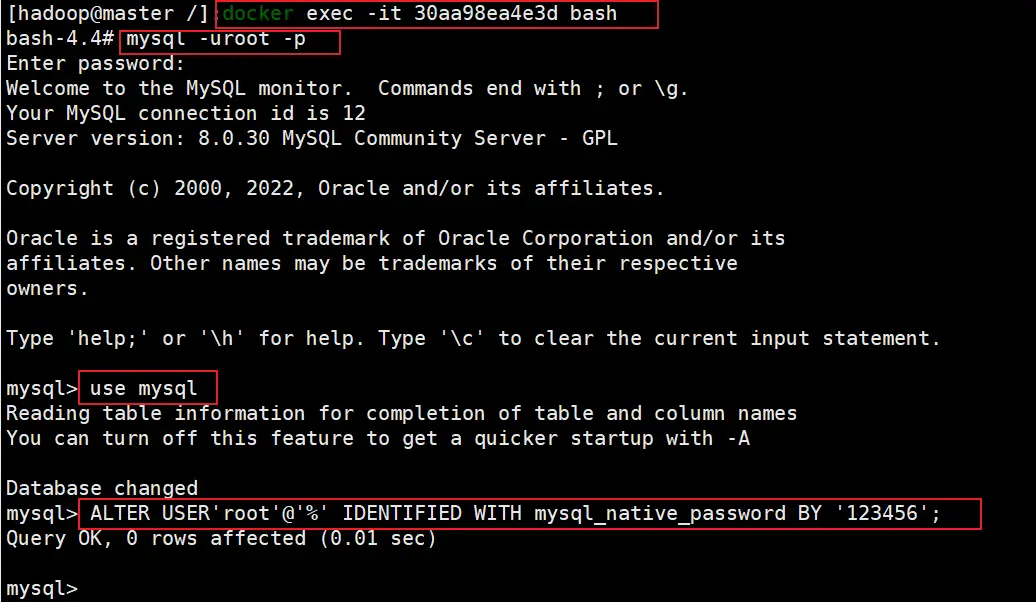 [hadoop@master /]:docker exec -it 30aa98ea4e3d bash
bash-4.4# mysql -uroot -p
Enter password:
Welcome to the MySQL monitor.  Commands end with ; or \g.
Your MySQL connection id is 12
Server version: 8.0.30 MySQL Community Server - GPL
Copyright (c) 2000, 2022, Oracle and/or its affiliates.
Oracle is a registered trademark of Oracle Corporation and/or its
affiliates. Other names may be trademarks of their respective
owners.
Type 'help;' or '\h' for help. Type '\c' to clear the current input statement.
mysql> use mysql
Reading table information for completion of table and column names
You can turn off this feature to get a quicker startup with -A
Database changed
mysql> ALTER USER'root'@'%' IDENTIFIED WITH mysql_native_password BY '123456';
Query OK, 0 rows affected (0.01 sec)
mysql>